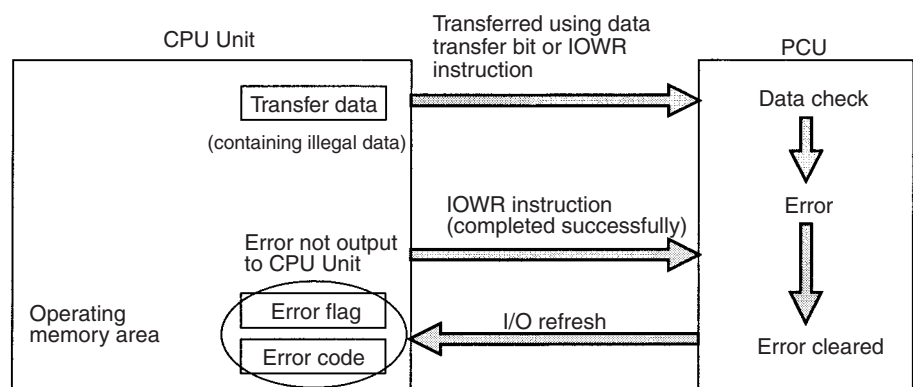 CPU Unit
Transferred using data
transfer bit or IOWR
instruction
PCU
Transfer data
(containing illegal data)
Data check
Error
IOWR instruction
(completed successfully)
Error not output
to CPU Unit
Operating
memory area
Error flag
Error code
I/O refresh
Error cleared